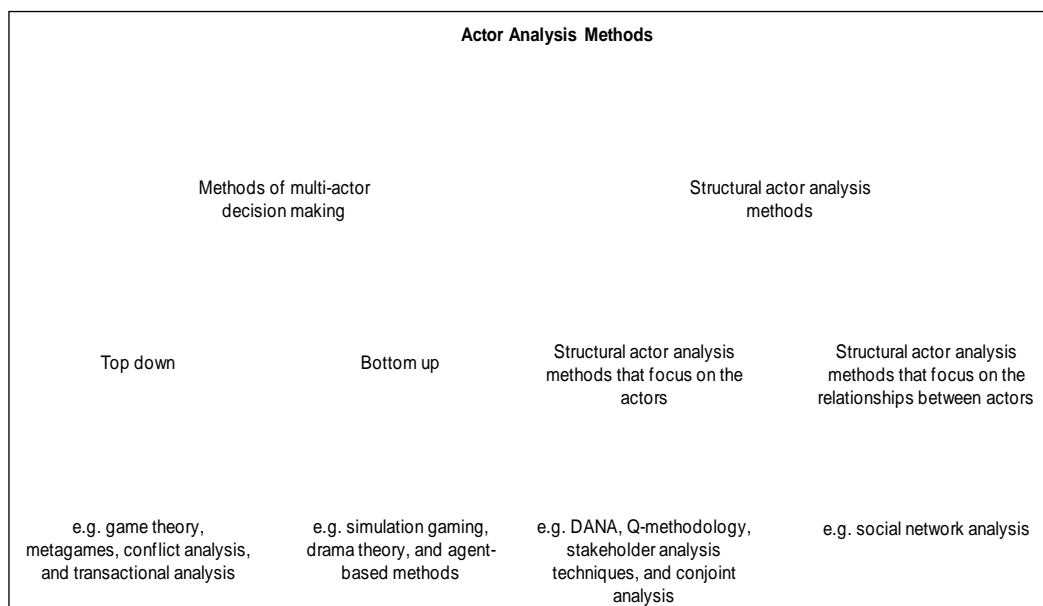 Actor Analysis Methods
Methods of multi-actor
decision making
Structural actor analysis
methods
Top down
Bottom up
Structural actor analysis
methods that focus on the
actors
Structural actor analysis
methods that focus on the
relationships between actors
e.g. game theory,
metagames, conflict analysis,
and transactional analysis
e.g. simulation gaming,
drama theory, and agent-
based methods
e.g. DANA, Q-methodology,
stakeholder analysis
techniques, and conjoint
analysis
e.g. social network analysis